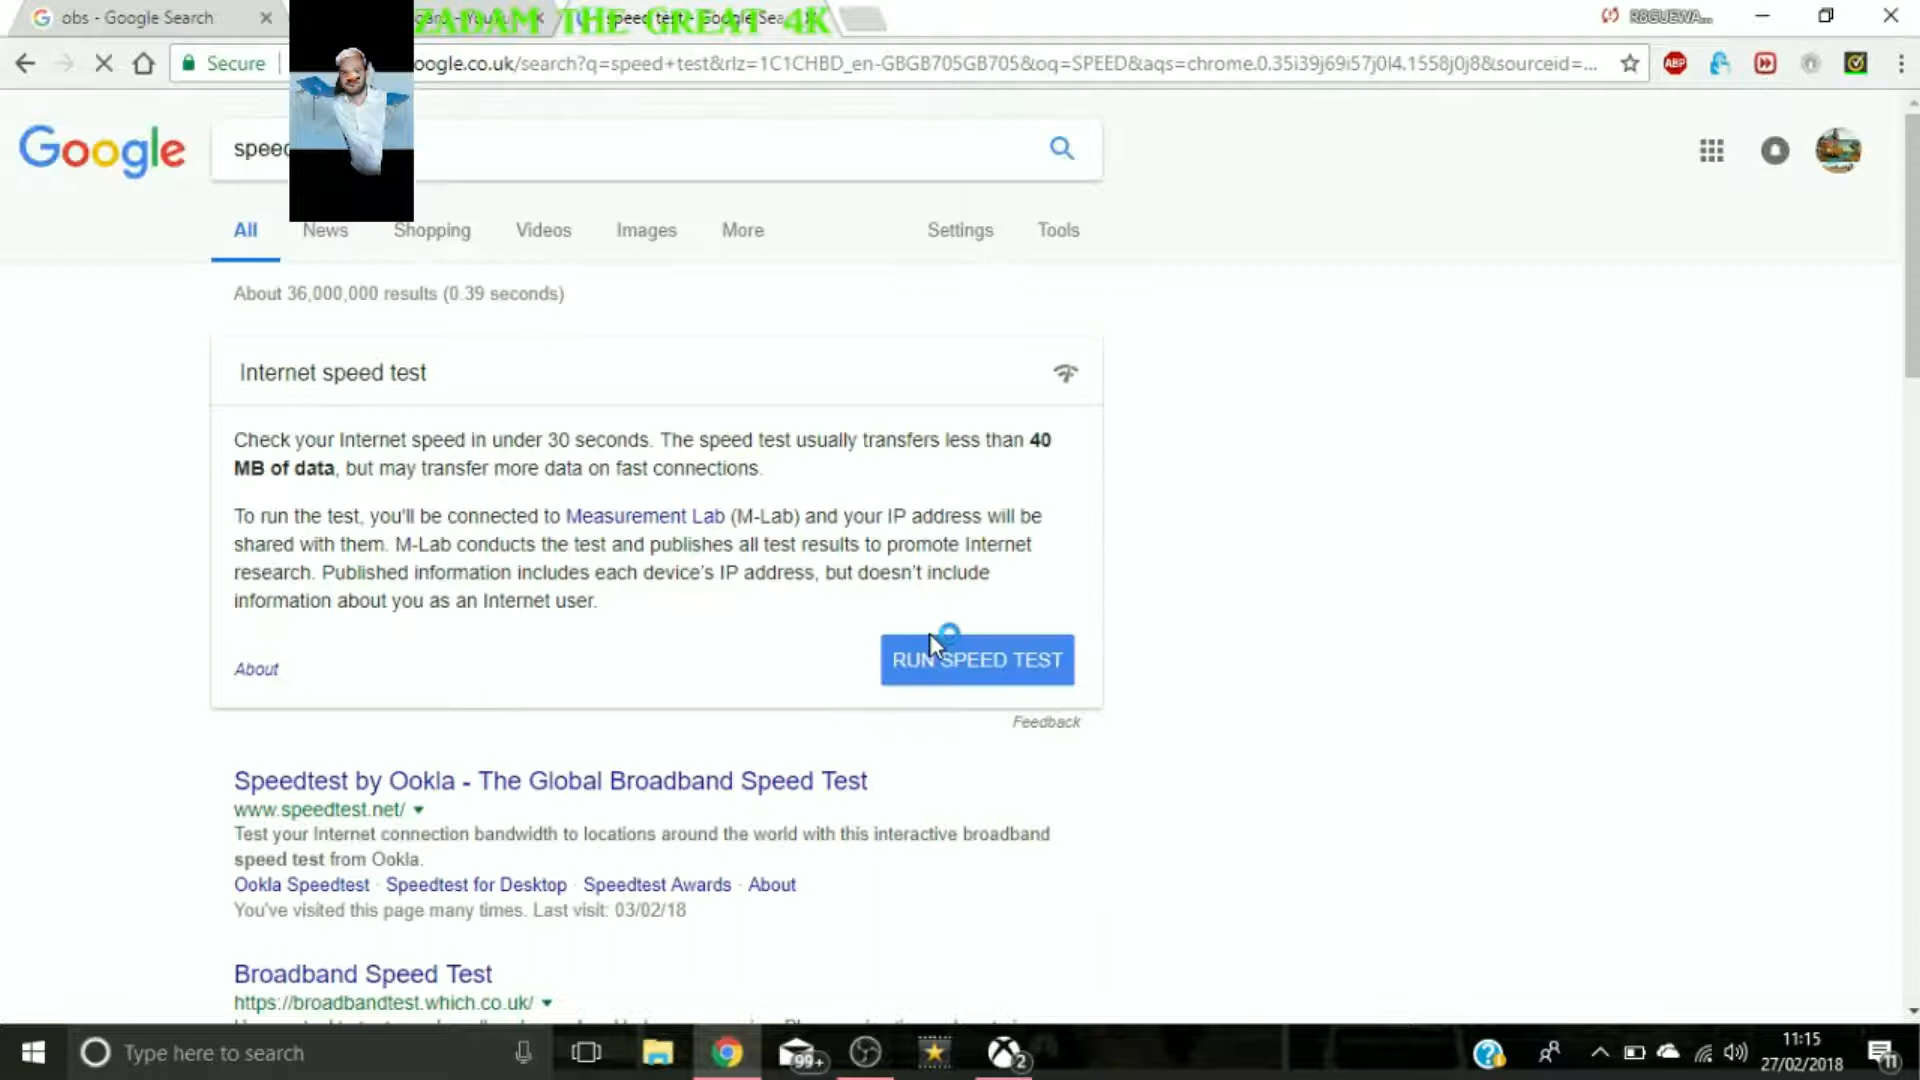 obs - Google Search
ZADAM THE GREAT 4K
Secure
oogle.co.uk/search?q=speed+test&rlz=1C1CHBD_en-GBGB705GB705&oq=SPEED&aqs=chrome.0.35i39j69i57j0l4.1558j0j8&sourceid=...
ABP
Google
speed
All News Shopping Videos Images More Settings Tools
About 36,000,000 results (0.39 seconds)
Internet speed test
Check your Internet speed in under 30 seconds. The speed test usually transfers less than 40
MB of data, but may transfer more data on fast connections.
To run the test, you'll be connected to Measurement Lab (M-Lab) and your IP address will be
shared with them. M-Lab conducts the test and publishes all test results to promote Internet
research. Published information includes each device's IP address, but doesn't include
information about you as an Internet user.
RUN SPEED TEST
About
Feedback
Speedtest by Ookla - The Global Broadband Speed Test
www.speedtest.net/
Test your Internet connection bandwidth to locations around the world with this interactive broadband
speed test from Ookla.
Ookla Speedtest · Speedtest for Desktop · Speedtest Awards · About
You've visited this page many times. Last visit: 03/02/18
Broadband Speed Test
https://broadbandtest.which.co.uk/
Type here to search
99+
2
11:15
27/02/2018
11